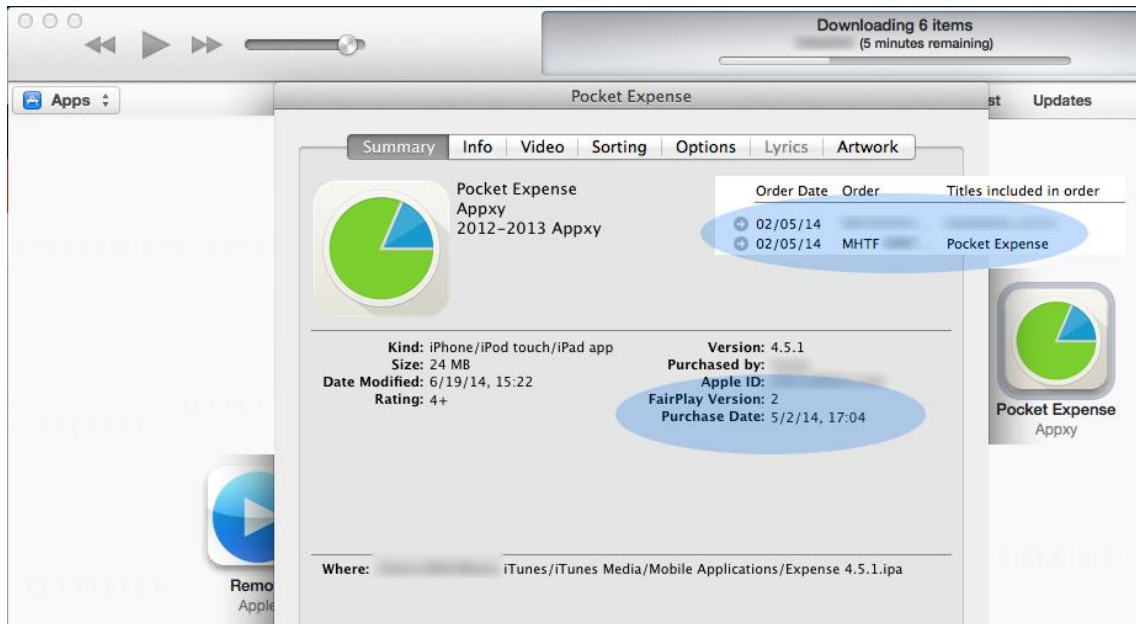 Downloading 6 items
(5 minutes remaining)
Apps
Pocket Expense
st Updates
Summary Info Video Sorting Options Lyrics Artwork
Pocket Expense
Appxy
2012-2013 Appxy
Order Date Order Titles included in order
02/05/14
02/05/14 MHTF Pocket Expense
Kind: iPhone/iPod touch/iPad app
Size: 24 MB
Date Modified: 6/19/14, 15:22
Rating: 4+
Version: 4.5.1
Purchased by:
Apple ID:
FairPlay Version: 2
Purchase Date: 5/2/14, 17:04
Pocket Expense
Appxy
Remo
Apple
Where: iTunes/iTunes Media/Mobile Applications/Expense 4.5.1.ipa